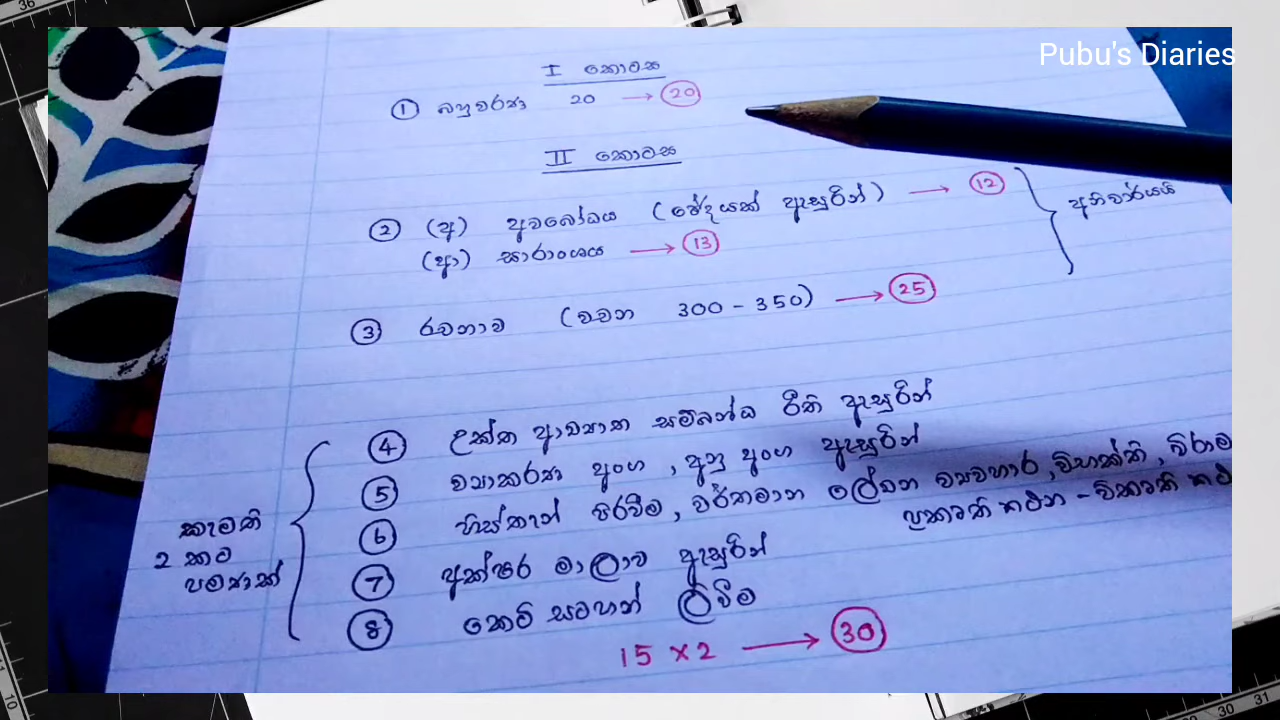 Pubu's Diaries
I කොටස
① බහුවරණ 20 → 20
II කොටස
② (අ) අවබෝධය (ඡේදයක් ඇසුරින්) → 12
(ආ) සාරාංශය → 13
අනිවාර්යයි
③ රචනාව (වචන 300 - 350) → 25
④ උක්ත ආඛ්‍යාත සම්බන්ධ රීති ඇසුරින්
⑤ ව්‍යාකරණ අංග , අනු අංග ඇසුරින්
⑥ හිස්තැන් පිරවීම , වර්තමාන ලේඛන ව්‍යවහාර , විභක්ති , විරාම
ප්‍රකෘති කථන - විකෘති
⑦ අක්ෂර මාලාව ඇසුරින්
⑧ කෙටි සටහන් ලිවීම
කැමති
2 කට
පමණක්
15 × 2 → 30